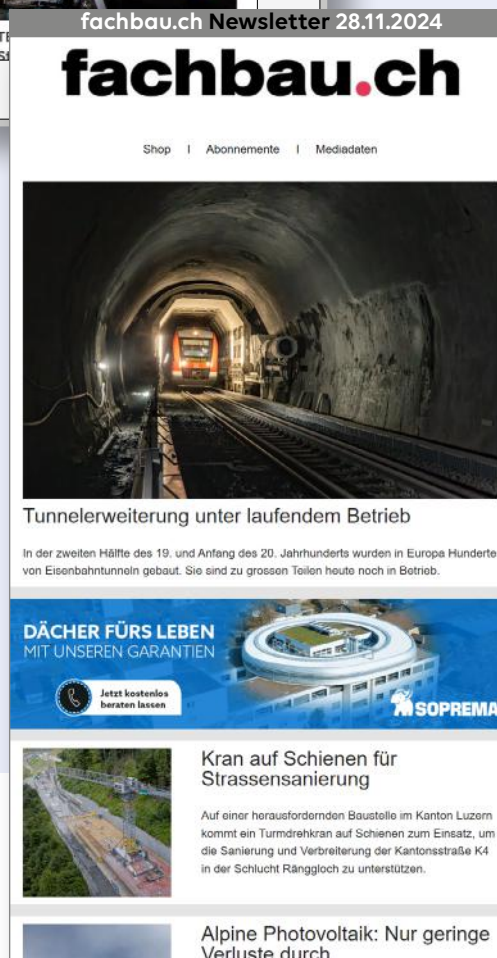 fachbau.ch Newsletter 28.11.2024
fachbau.ch
Shop | Abonnemente | Mediadaten
Tunnelerweiterung unter laufendem Betrieb
In der zweiten Hälfte des 19. und Anfang des 20. Jahrhunderts wurden in Europa Hunderte
von Eisenbahntunneln gebaut. Sie sind zu grossen Teilen heute noch in Betrieb.
DÄCHER FÜRS LEBEN
MIT UNSEREN GARANTIEN
Jetzt kostenlos
beraten lassen
SOPREMA
Kran auf Schienen für
Strassensanierung
Auf einer herausfordernden Baustelle im Kanton Luzern
kommt ein Turmdrehkran auf Schienen zum Einsatz, um
die Sanierung und Verbreiterung der Kantonsstraße K4
in der Schlucht Ränggloch zu unterstützen.
Alpine Photovoltaik: Nur geringe
Verluste durch